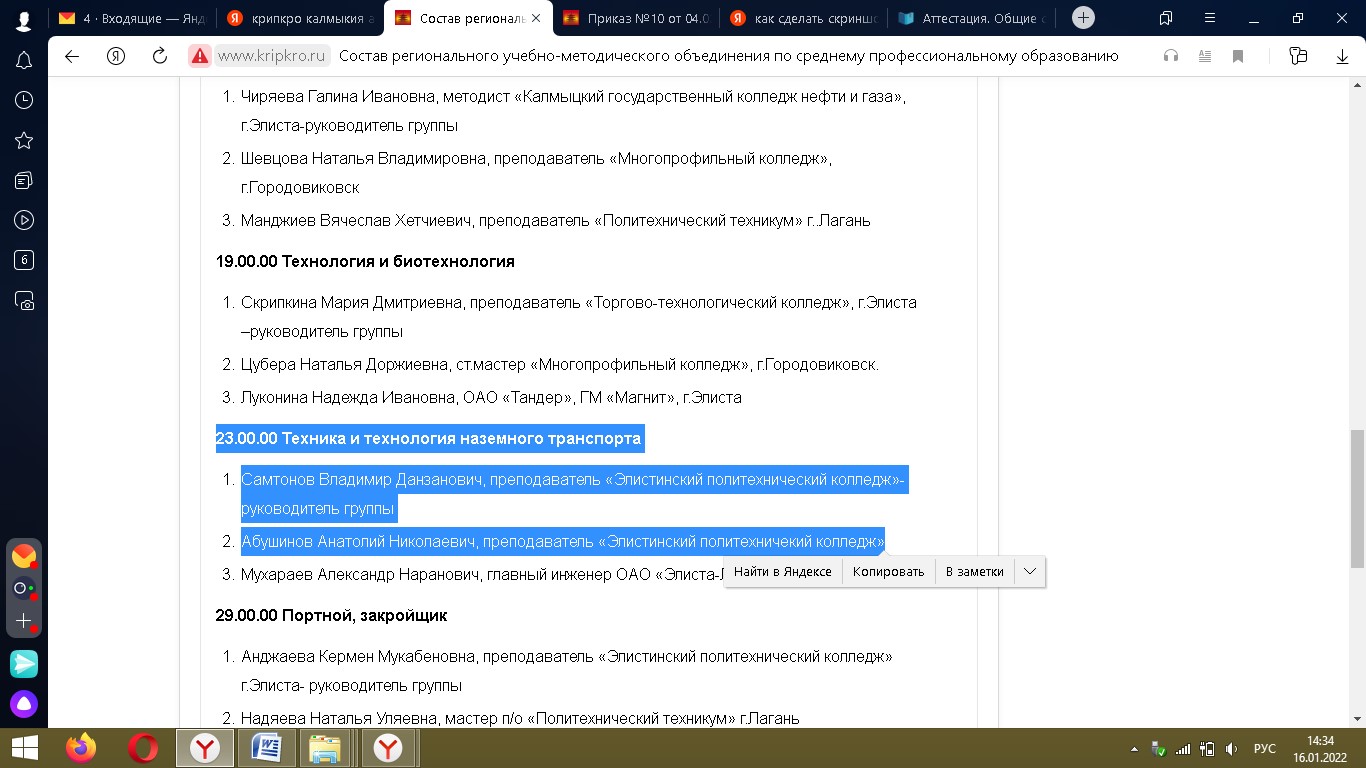 4 · Входящие — Янд
крипкро калмыкия а
Состав региональ
Приказ №10 от 04.0
как сделать скриншо
Аттестация. Общие с
www.kripkro.ru Состав регионального учебно-методического объединения по среднему профессиональному образованию
1. Чиряева Галина Ивановна, методист «Калмыцкий государственный колледж нефти и газа»,
г.Элиста-руководитель группы
2. Шевцова Наталья Владимировна, преподаватель «Многопрофильный колледж»,
г.Городовиковск
3. Манджиев Вячеслав Хетчиевич, преподаватель «Политехнический техникум» г..Лагань
19.00.00 Технология и биотехнология
1. Скрипкина Мария Дмитриевна, преподаватель «Торгово-технологический колледж», г.Элиста
–руководитель группы
2. Цубера Наталья Доржиевна, ст.мастер «Многопрофильный колледж», г.Городовиковск.
3. Луконина Надежда Ивановна, ОАО «Тандер», ГМ «Магнит», г.Элиста
23.00.00 Техника и технология наземного транспорта
1. Самтонов Владимир Данзанович, преподаватель «Элистинский политехнический колледж»-
руководитель группы
2. Абушинов Анатолий Николаевич, преподаватель «Элистинский политехничекий колледж»
3. Мухараев Александр Наранович, главный инженер ОАО «Элиста-Л
Найти в Яндексе Копировать В заметки
29.00.00 Портной, закройщик
1. Анджаева Кермен Мукабеновна, преподаватель «Элистинский политехнический колледж»
г.Элиста- руководитель группы
2. Надяева Наталья Уляевна, мастер п/о «Политехнический техникум» г.Лагань
6
РУС
14:34
16.01.2022